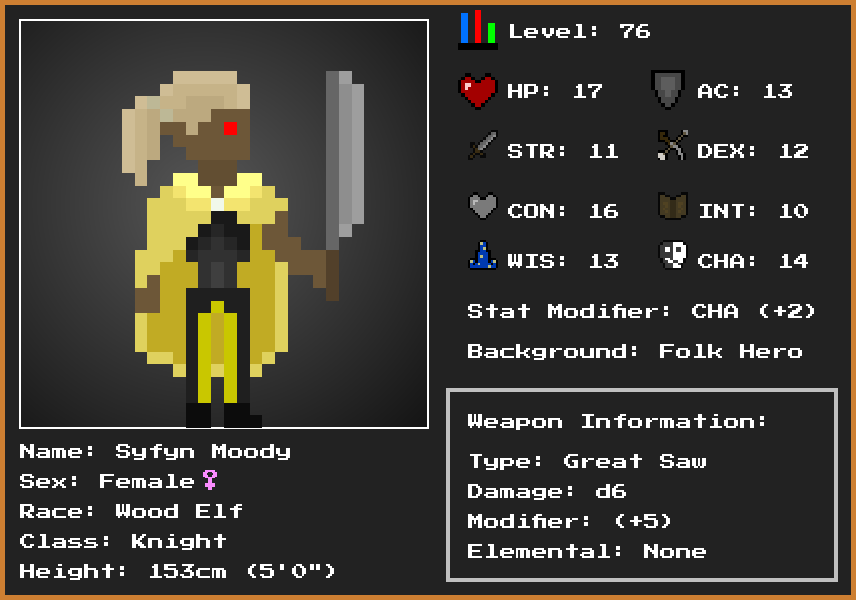 Level: 76
HP: 17
AC: 13
STR: 11
DEX: 12
CON: 16
INT: 10
WIS: 13
CHA: 14
Stat Modifier: CHA (+2)
Background: Folk Hero
Weapon Information:
Type: Great Saw
Damage: d6
Modifier: (+5)
Elemental: None
Name: Syfyn Moody
Sex: Female♀
Race: Wood Elf
Class: Knight
Height: 153cm (5'0")